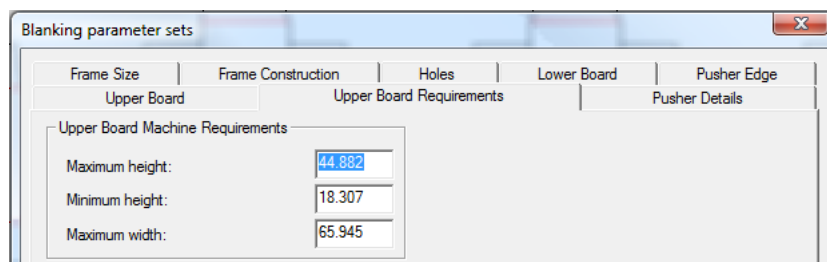 Blanking parameter sets
Frame Size Frame Construction Holes Lower Board Pusher Edge
Upper Board Upper Board Requirements Pusher Details
Upper Board Machine Requirements
Maximum height: 44.882
Minimum height: 18.307
Maximum width: 65.945